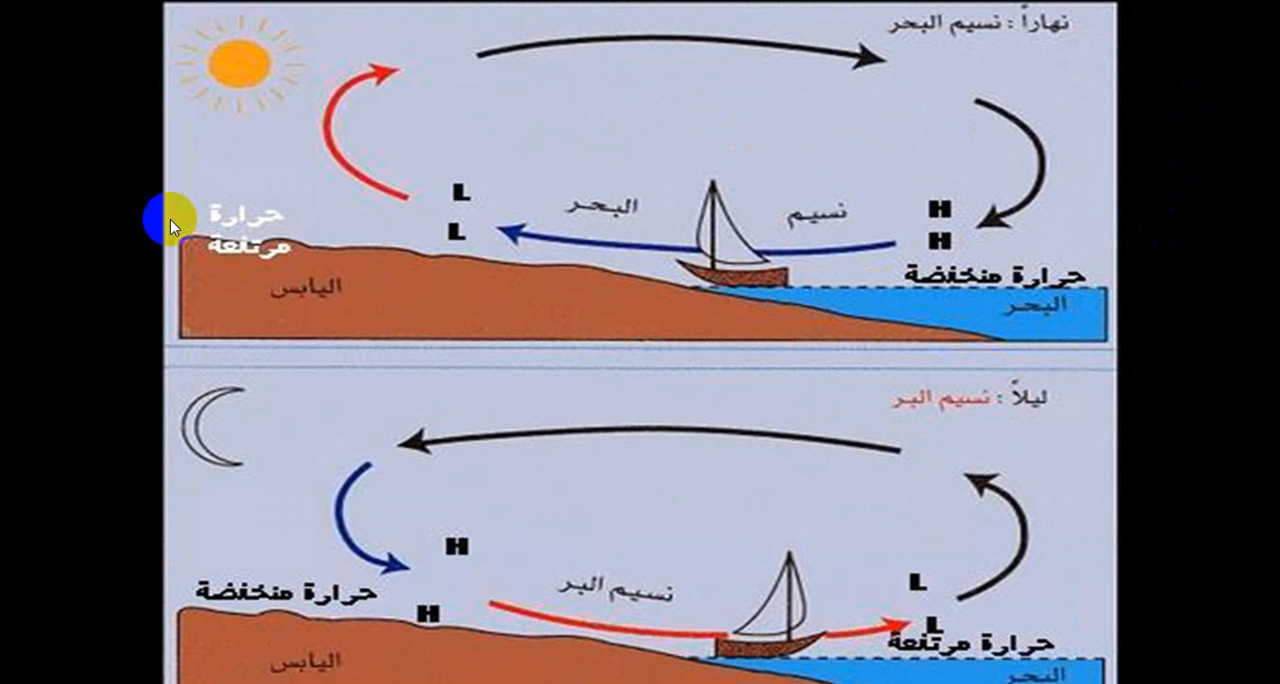 نهاراً : نسيم البحر
L
H
حرارة
نسيم
البحر
L
H
مرتفعة
حرارة منخفضة
اليابس
البحر
ليلاً : نسيم البر
H
نسيم البر
L
حرارة منخفضة
H
L
حرارة مرتفعة
اليابس
البحر